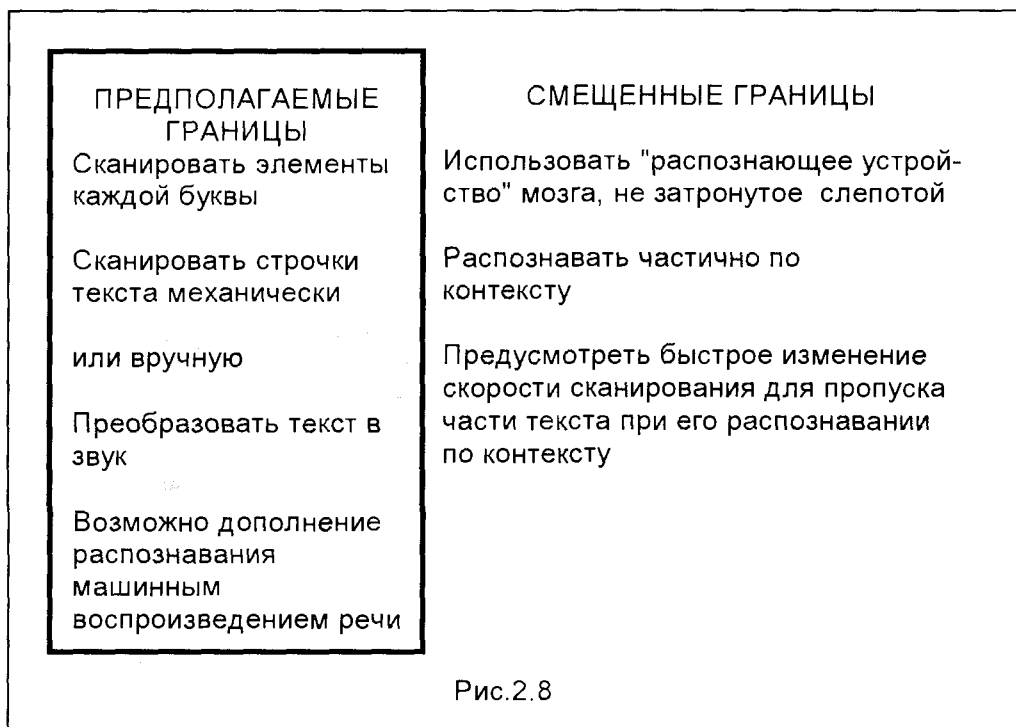 ПРЕДПОЛАГАЕМЫЕ
ГРАНИЦЫ
Сканировать элементы
каждой буквы
Сканировать строчки
текста механически
или вручную
Преобразовать текст в
звук
Возможно дополнение
распознавания
машинным
воспроизведением речи
СМЕЩЕННЫЕ ГРАНИЦЫ
Использовать "распознающее устрой-
ство" мозга, не затронутое слепотой
Распознавать частично по
контексту
Предусмотреть быстрое изменение
скорости сканирования для пропуска
части текста при его распознавании
по контексту
Рис.2.8